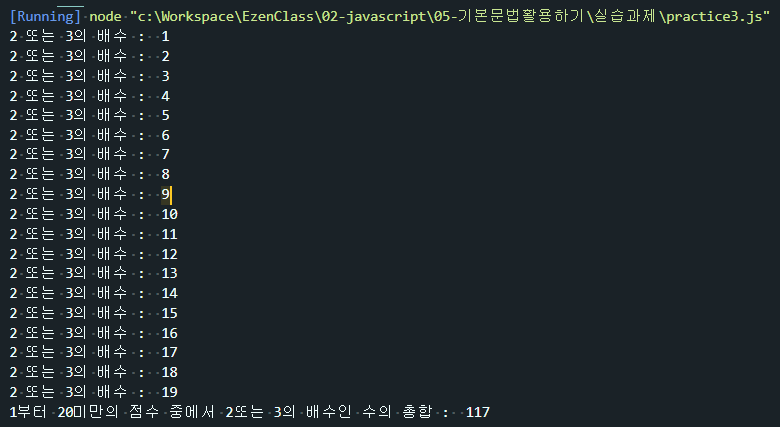 [Running] node "c:\Workspace\EzenClass\02-javascript\05-기본문법활용하기\실습과제\practice3.js"
2 또는 3의 배수 :  1
2 또는 3의 배수 :  2
2 또는 3의 배수 :  3
2 또는 3의 배수 :  4
2 또는 3의 배수 :  5
2 또는 3의 배수 :  6
2 또는 3의 배수 :  7
2 또는 3의 배수 :  8
2 또는 3의 배수 :  9
2 또는 3의 배수 :  10
2 또는 3의 배수 :  11
2 또는 3의 배수 :  12
2 또는 3의 배수 :  13
2 또는 3의 배수 :  14
2 또는 3의 배수 :  15
2 또는 3의 배수 :  16
2 또는 3의 배수 :  17
2 또는 3의 배수 :  18
2 또는 3의 배수 :  19
1부터 20미만의 점수 중에서 2또는 3의 배수인 수의 총합 :  117